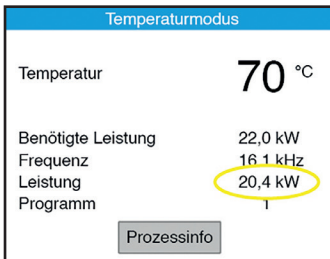 Temperaturmodus
Temperatur 70 °C
Benötigte Leistung 22,0 kW
Frequenz 16,1 kHz
Leistung 20,4 kW
Programm 1
Prozessinfo